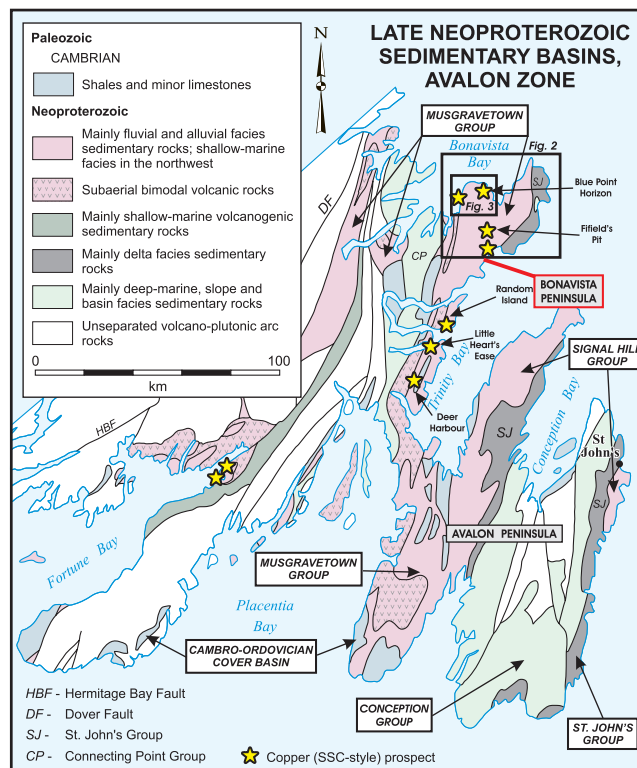 LATE NEOPROTEROZOIC
SEDIMENTARY BASINS,
AVALON ZONE
Paleozoic
CAMBRIAN
Shales and minor limestones
Neoproterozoic
Mainly fluvial and alluvial facies
sedimentary rocks; shallow-marine
facies in the northwest
Subaerial bimodal volcanic rocks
Mainly shallow-marine volcanogenic
sedimentary rocks
Mainly delta facies sedimentary
rocks
Mainly deep-marine, slope and
basin facies sedimentary rocks
Unseparated volcano-plutonic arc
rocks
0
100
km
N
MUSGRAVETOWN
GROUP
Bonavista
Bay
Fig. 2
SJ
Blue Point
Horizon
Fig. 3
DF
Fifield's
Pit
CP
BONAVISTA
PENINSULA
Random
Island
SIGNAL HILL
GROUP
Little
Heart's
Ease
Trinity Bay
Deer
Harbour
HBF
Conception Bay
SJ
St
John's
SJ
AVALON PENINSULA
Fortune Bay
MUSGRAVETOWN
GROUP
Placentia
Bay
CAMBRO-ORDOVICIAN
COVER BASIN
CONCEPTION
GROUP
ST. JOHN'S
GROUP
HBF - Hermitage Bay Fault
DF - Dover Fault
SJ - St. John's Group
CP - Connecting Point Group
Copper (SSC-style) prospect